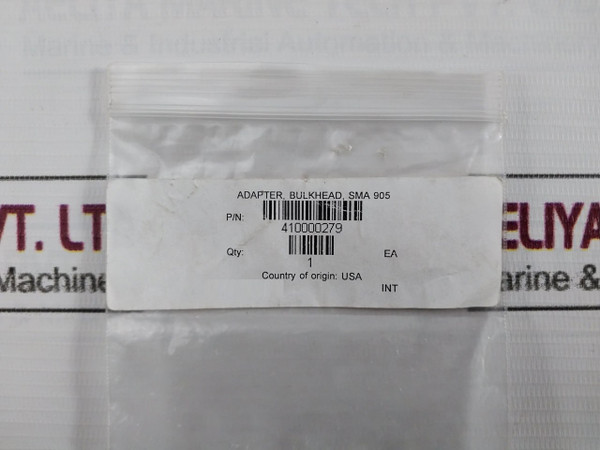 Marine & Industrial Automation & Machinery
ADAPTER, BULKHEAD, SMA 905
P/N:
410000279
Qty:
1
EA
Country of origin: USA
INT
VT. LT
ELIYA
Machine
arine &